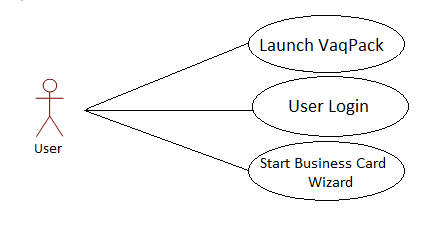 Launch VaqPack
User Login
User
Start Business Card
Wizard